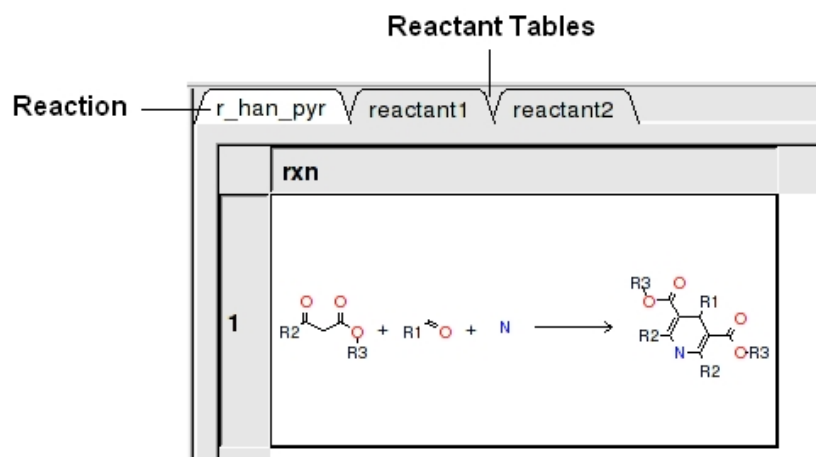 Reactant Tables
Reaction
r_han_pyr reactant1 reactant2
rxn
1
R2 O O O R3 + R1 O + N
R3 O O R1 R2 N R2 O O R3